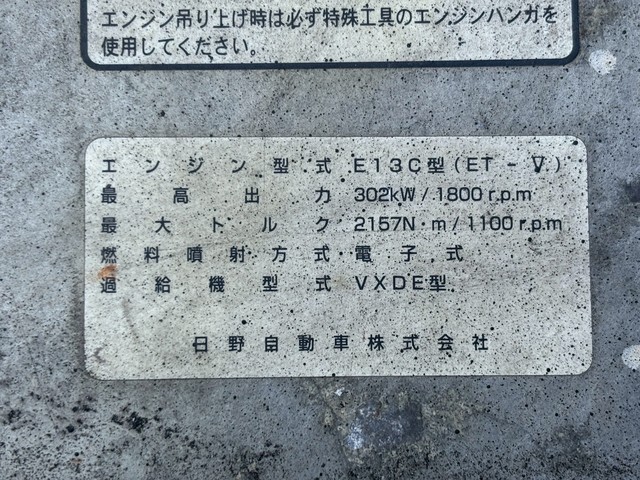 エンジン吊り上げ時は必ず特殊工具のエンジンハンガを
使用してください。
エンジン型式 E13C型(ET-Ⅴ)
最高出力 302kW/1800r.p.m
最大トルク 2157N・m/1100r.p.m
燃料噴射方式 電子式
過給機型式 VXDE型
日野自動車株式会社